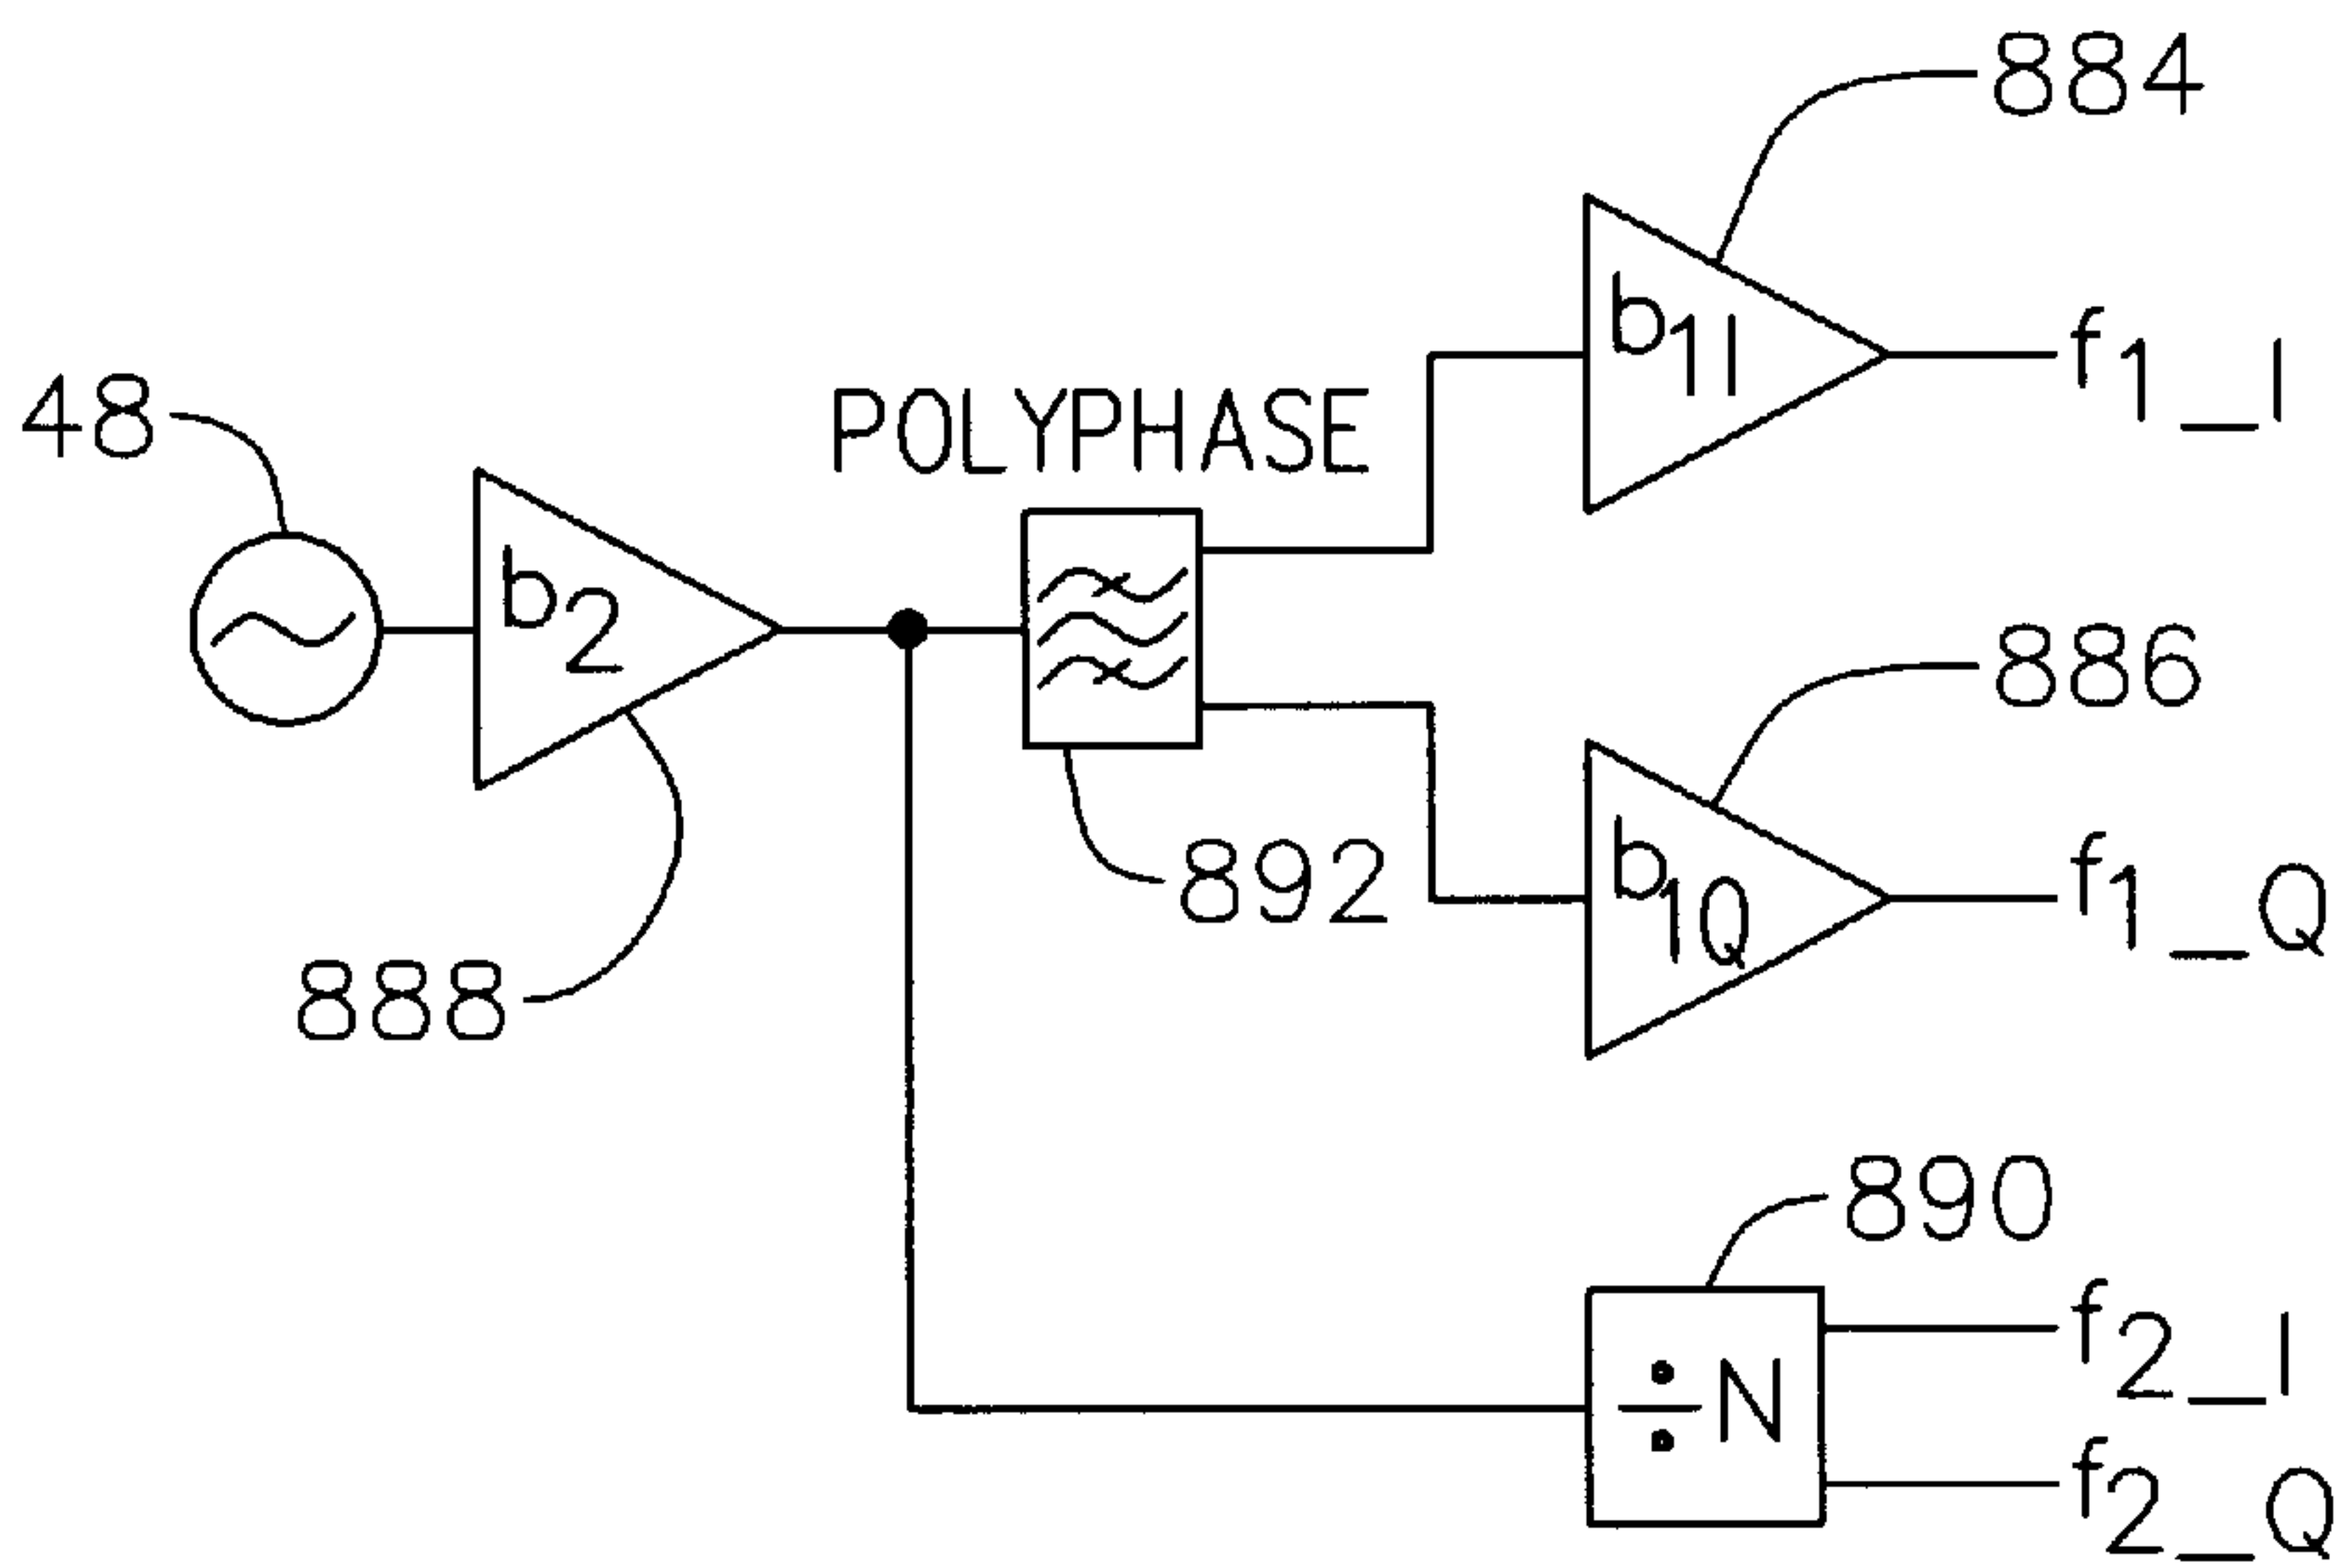 884
b1I
f1_I
48
POLYPHASE
b2
886
892
b1Q
f1_Q
888
890
÷N
f2_I
f2_Q